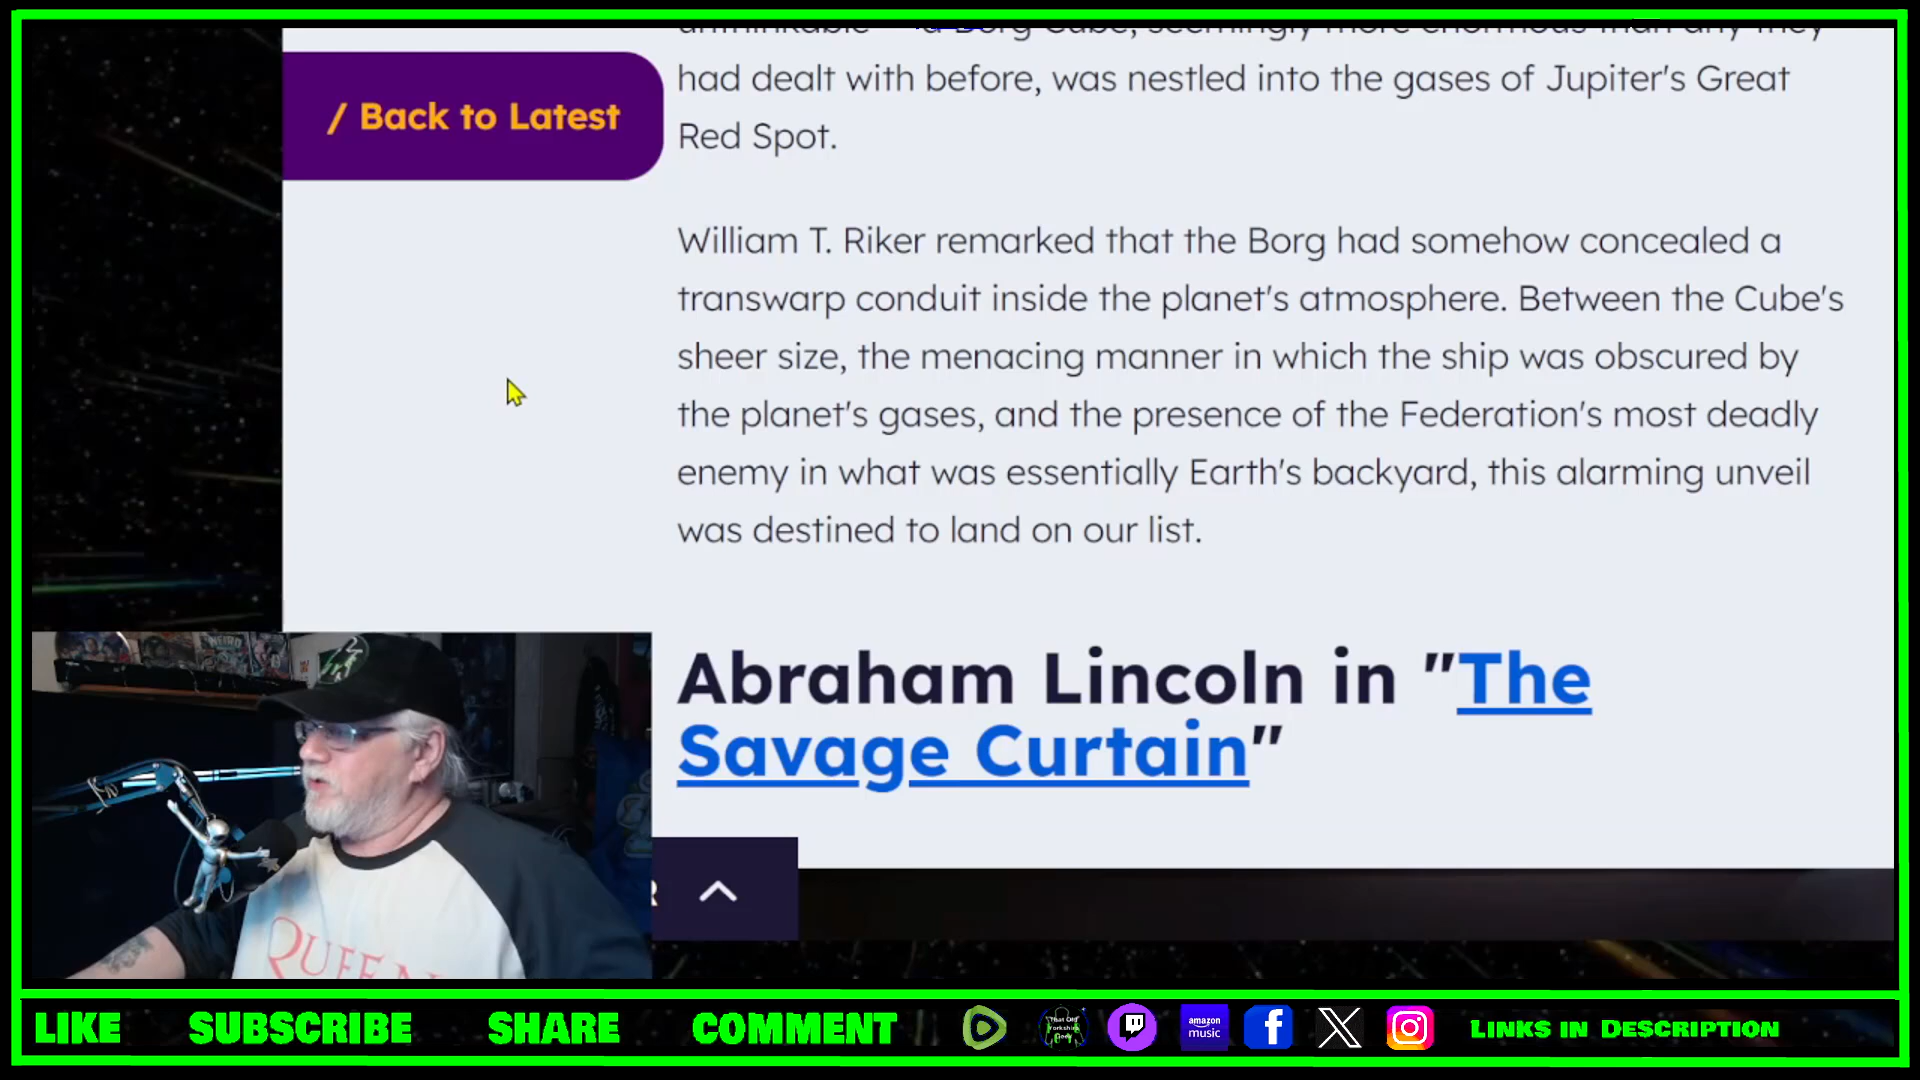 had dealt with before, was nestled into the gases of Jupiter's Great
Red Spot.
/ Back to Latest
William T. Riker remarked that the Borg had somehow concealed a
transwarp conduit inside the planet's atmosphere. Between the Cube's
sheer size, the menacing manner in which the ship was obscured by
the planet's gases, and the presence of the Federation's most deadly
enemy in what was essentially Earth's backyard, this alarming unveil
was destined to land on our list.
Abraham Lincoln in "The
Savage Curtain"
LIKE SUBSCRIBE SHARE COMMENT
amazon
music
LINKS IN DESCRIPTION